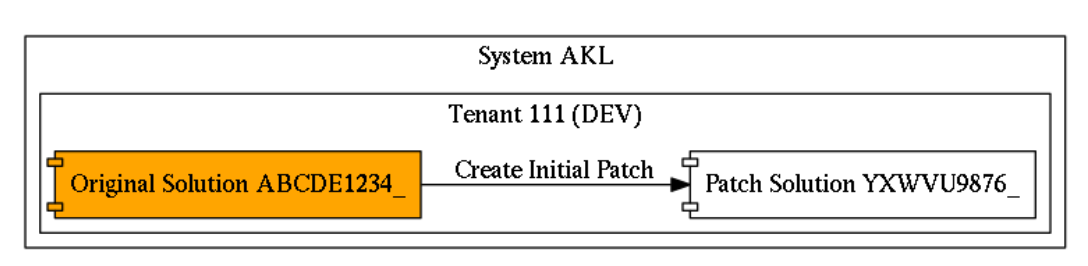 System AKL
Tenant 111 (DEV)
Original Solution ABCDE1234_
Create Initial Patch
Patch Solution YXWVU9876_